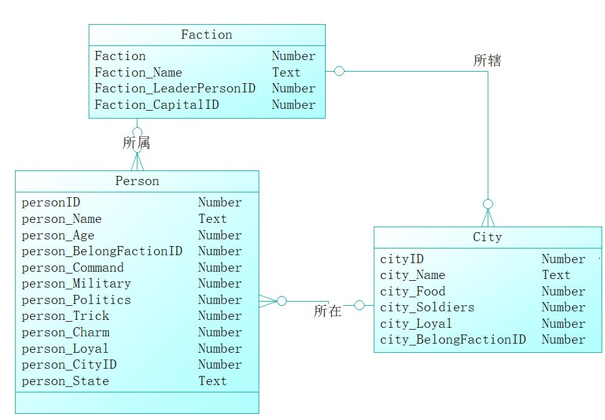 Faction
Faction Number
Faction_Name Text
Faction_LeaderPersonID Number
Faction_CapitalID Number
所辖
所属
Person
personID Number
person_Name Text
person_Age Number
person_BelongFactionID Number
person_Command Number
person_Military Number
person_Politics Number
person_Trick Number
person_Charm Number
person_Loyal Number
person_CityID Number
person_State Text
所在
City
cityID Number
city_Name Text
city_Food Number
city_Soldiers Number
city_Loyal Number
city_BelongFactionID Number